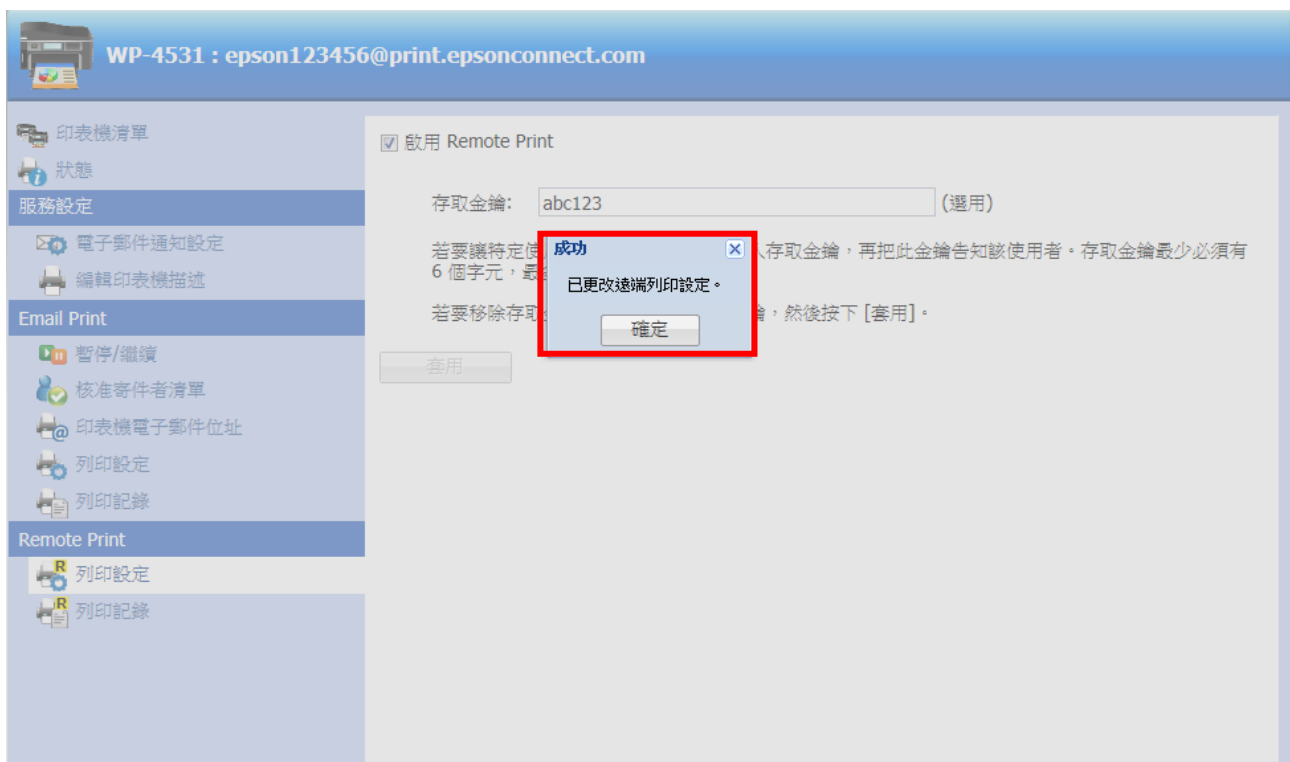 WP-4531 : epson123456@print.epsonconnect.com
印表機清單
狀態
服務設定
電子郵件通知設定
編輯印表機描述
Email Print
暫停/繼續
核准寄件者清單
印表機電子郵件位址
列印設定
列印記錄
Remote Print
列印設定
列印記錄
啟用 Remote Print
存取金鑰: abc123 (選用)
若要讓特定使
存取金鑰,再把此金鑰告知該使用者。存取金鑰最少必須有
6 個字元,最
若要移除存取
,然後按下 [套用]。
套用
成功
已更改遠端列印設定。
確定